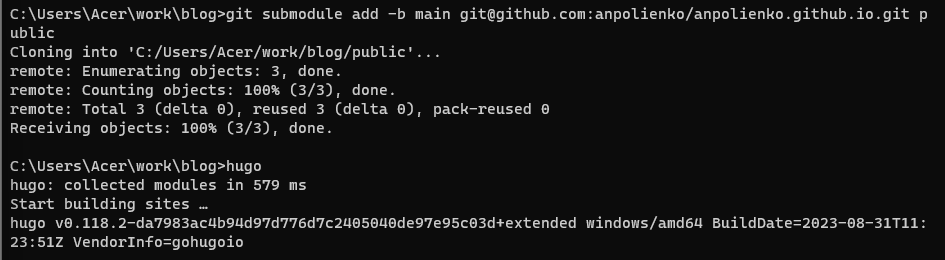 C:\Users\Acer\work\blog>git submodule add -b main git@github.com:anpolienko/anpolienko.github.io.git p
ublic
Cloning into 'C:/Users/Acer/work/blog/public'...
remote: Enumerating objects: 3, done.
remote: Counting objects: 100% (3/3), done.
remote: Total 3 (delta 0), reused 3 (delta 0), pack-reused 0
Receiving objects: 100% (3/3), done.
C:\Users\Acer\work\blog>hugo
hugo: collected modules in 579 ms
Start building sites …
hugo v0.118.2-da7983ac4b94d97d776d7c2405040de97e95c03d+extended windows/amd64 BuildDate=2023-08-31T11:
23:51Z VendorInfo=gohugoio